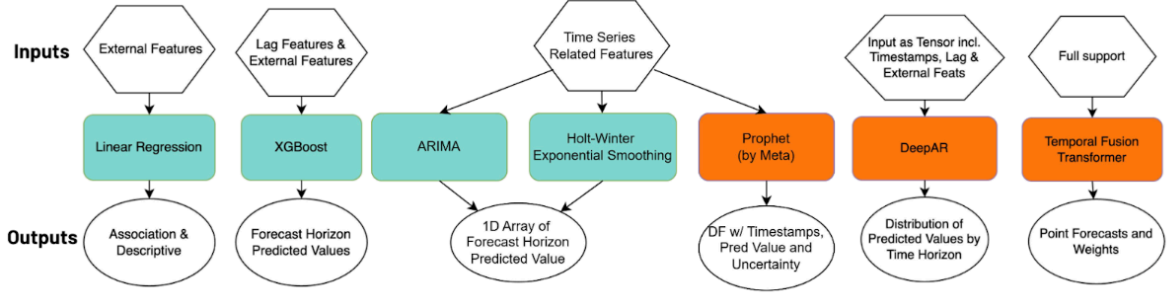 Inputs
External Features
Lag Features &
External Features
Time Series
Related Features
Input as Tensor incl.
Timestamps, Lag &
External Feats
Full support
Linear Regression
XGBoost
ARIMA
Holt-Winter
Exponential Smoothing
Prophet
(by Meta)
DeepAR
Temporal Fusion
Transformer
Outputs
Association &
Descriptive
Forecast Horizon
Predicted Values
1D Array of
Forecast Horizon
Predicted Value
DF w/ Timestamps,
Pred Value and
Uncertainty
Distribution of
Predicted Values by
Time Horizon
Point Forecasts and
Weights